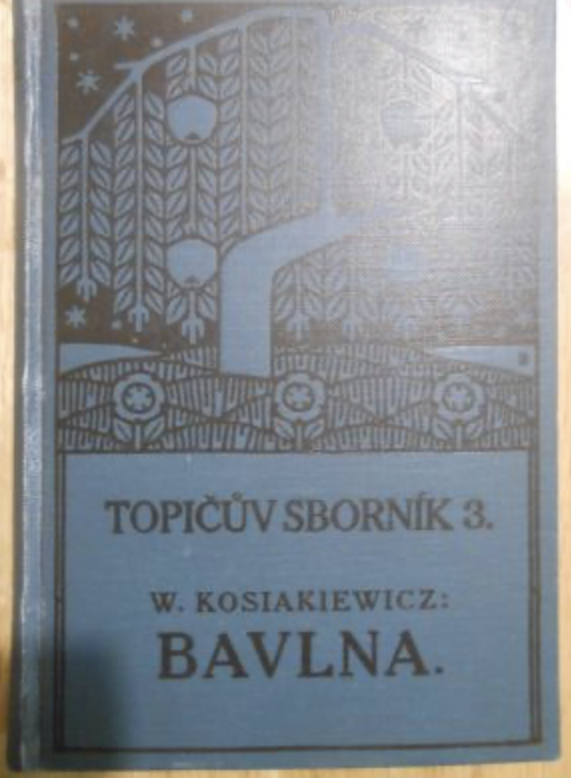 TOPIČŮV SBORNÍK 3.
W. KOSIAKIEWICZ:
BAVLNA.